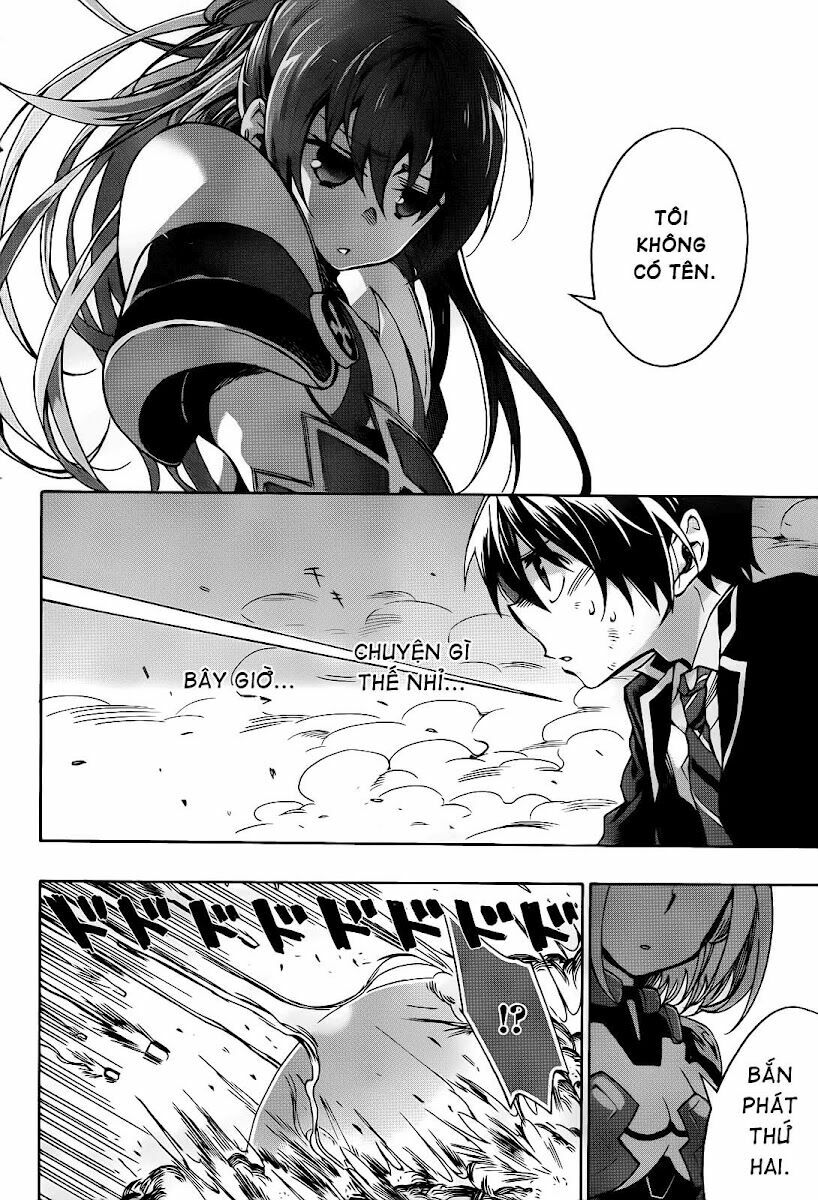 TÔI
KHÔNG
CÓ TÊN.
CHUYỆN GÌ
THẾ NHỈ...
BÂY GIỜ...
BẮN
PHÁT
THỨ
HAI.
!?
ドドドドドドドド